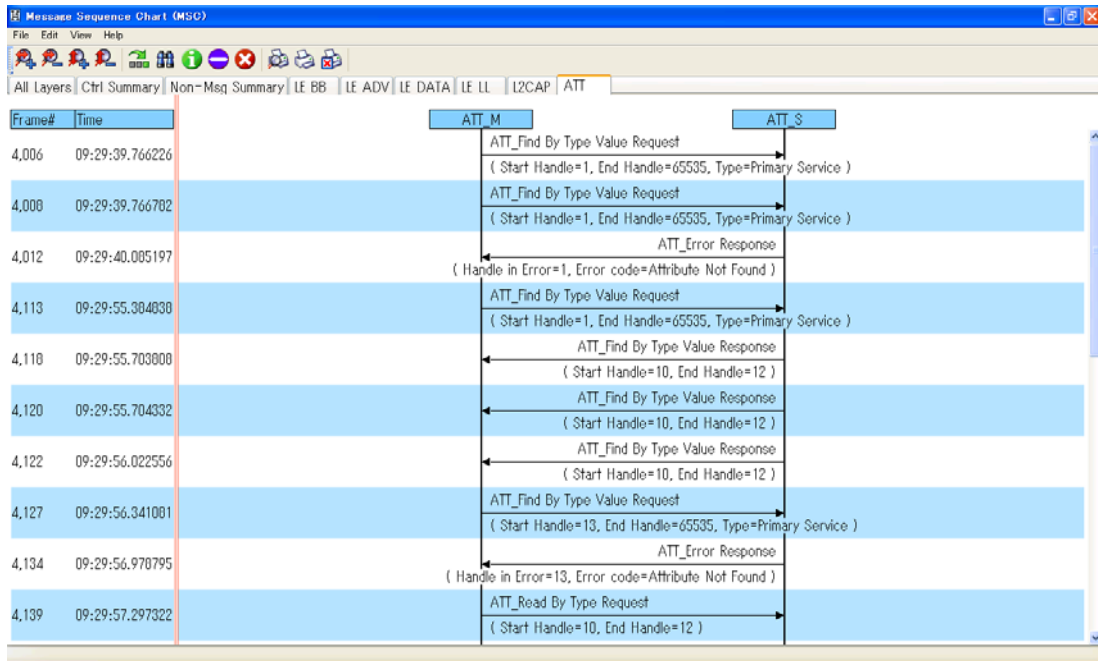 Message Sequence Chart (MSC)
File Edit View Help
All Layers Ctrl Summary Non-Msg Summary LE BB LE ADV LE DATA LE LL L2CAP ATT
Frame# Time ATT_M ATT_S
ATT_Find By Type Value Request
4,006 09:29:39.766226
( Start Handle=1, End Handle=65535, Type=Primary Service )
ATT_Find By Type Value Request
4,008 09:29:39.766782
( Start Handle=1, End Handle=65535, Type=Primary Service )
ATT_Error Response
4,012 09:29:40.085197
( Handle in Error=1, Error code=Attribute Not Found )
ATT_Find By Type Value Request
4,113 09:29:55.384838
( Start Handle=1, End Handle=65535, Type=Primary Service )
ATT_Find By Type Value Response
4,118 09:29:55.703808
( Start Handle=10, End Handle=12 )
ATT_Find By Type Value Response
4,120 09:29:55.704332
( Start Handle=10, End Handle=12 )
ATT_Find By Type Value Response
4,122 09:29:56.022556
( Start Handle=10, End Handle=12 )
ATT_Find By Type Value Request
4,127 09:29:56.341081
( Start Handle=13, End Handle=65535, Type=Primary Service )
ATT_Error Response
4,134 09:29:56.978795
( Handle in Error=13, Error code=Attribute Not Found )
ATT_Read By Type Request
4,139 09:29:57.297322
( Start Handle=10, End Handle=12 )